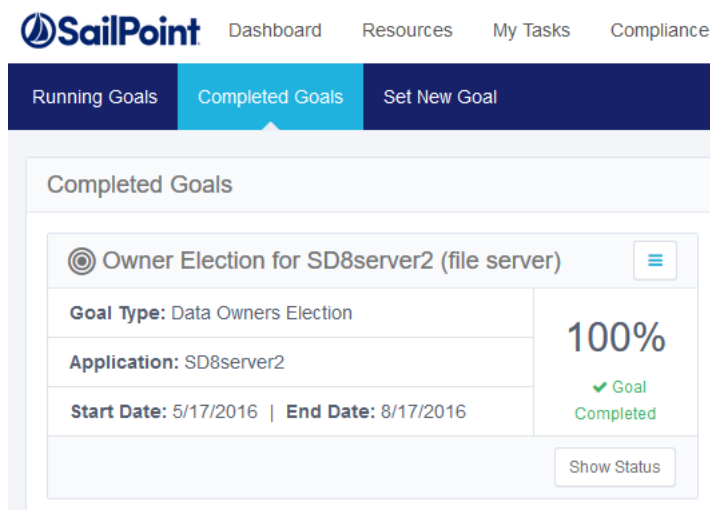 SailPoint Dashboard Resources My Tasks Compliance
Running Goals Completed Goals Set New Goal
Completed Goals
Owner Election for SD8server2 (file server)
Goal Type: Data Owners Election
Application: SD8server2
Start Date: 5/17/2016 | End Date: 8/17/2016
100%
Goal
Completed
Show Status